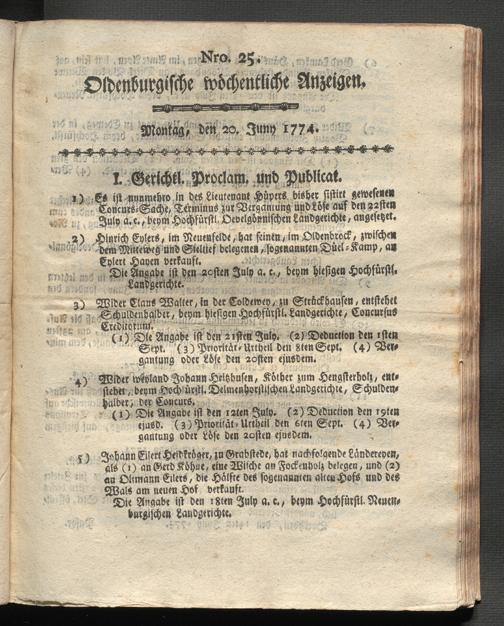 Nro. 25.
Oldenburgische wöchentliche Anzeigen.
Montag, den 20. Juny 1774.
I. Gerichtl. Proclam. und Publicat.
1) Es ist nunmehro in des Lieutenant Hüpers bisher sistirt gewesenen
Concurs-Sache, Terminus zur Vergantung und Löse auf den 22sten
July a. c., beym Hochfürstl. Ovelgönnischen Landgerichte, angesetzet.
2) Hinrich Eylers, im Neuenfelde, hat seinen, im Oldenbrock, zwischen
dem Mittelweg und Sieltief belegenen, sogenannten Düel-Kamp, an
Eylert Hayen verkauft.
Die Angabe ist den 20sten July a. c., beym hiesigen Hochfürstl.
Landgerichte.
3) Wider Claus Walter, in der Coldewey, zu Strückhausen, entstehet
Schuldenhalber, beym hiesigen Hochfürstl. Landgerichte, Concursus
Creditorum.
(1) Die Angabe ist den 21sten July. (2) Deduction den 1sten
Sept. (3) Priorität-Urtheil den 8ten Sept. (4) Ver-
gantung oder Löse den 20sten ejusdem.
4) Wider weyland Johann Hrishusen, Köther zum Hengsterholz, ent-
stehet, beym Hochfürstl. Delmenhorstischen Landgerichte, Schulden-
halber, der Concurs.
(1) Die Angabe ist den 12ten July. (2) Deduction den 19ten
ejusd. (3) Priorität-Urtheil den 6ten Sept. (4) Ver-
gantung oder Löse den 20sten ejusdem.
5) Johann Eilert Heidkröger, zu Grabstede, hat nachfolgende Ländereyen,
als (1) an Gerd Köhne, eine Wische an Jockenholz belegen, und (2)
an Oltmann Eilers, die Hälfte des sogenannten alten Hofs und des
Wals am neuen Hof verkauft.
Die Angabe ist den 18ten July a. c., beym Hochfürstl. Neuen-
burgischen Landgerichte.